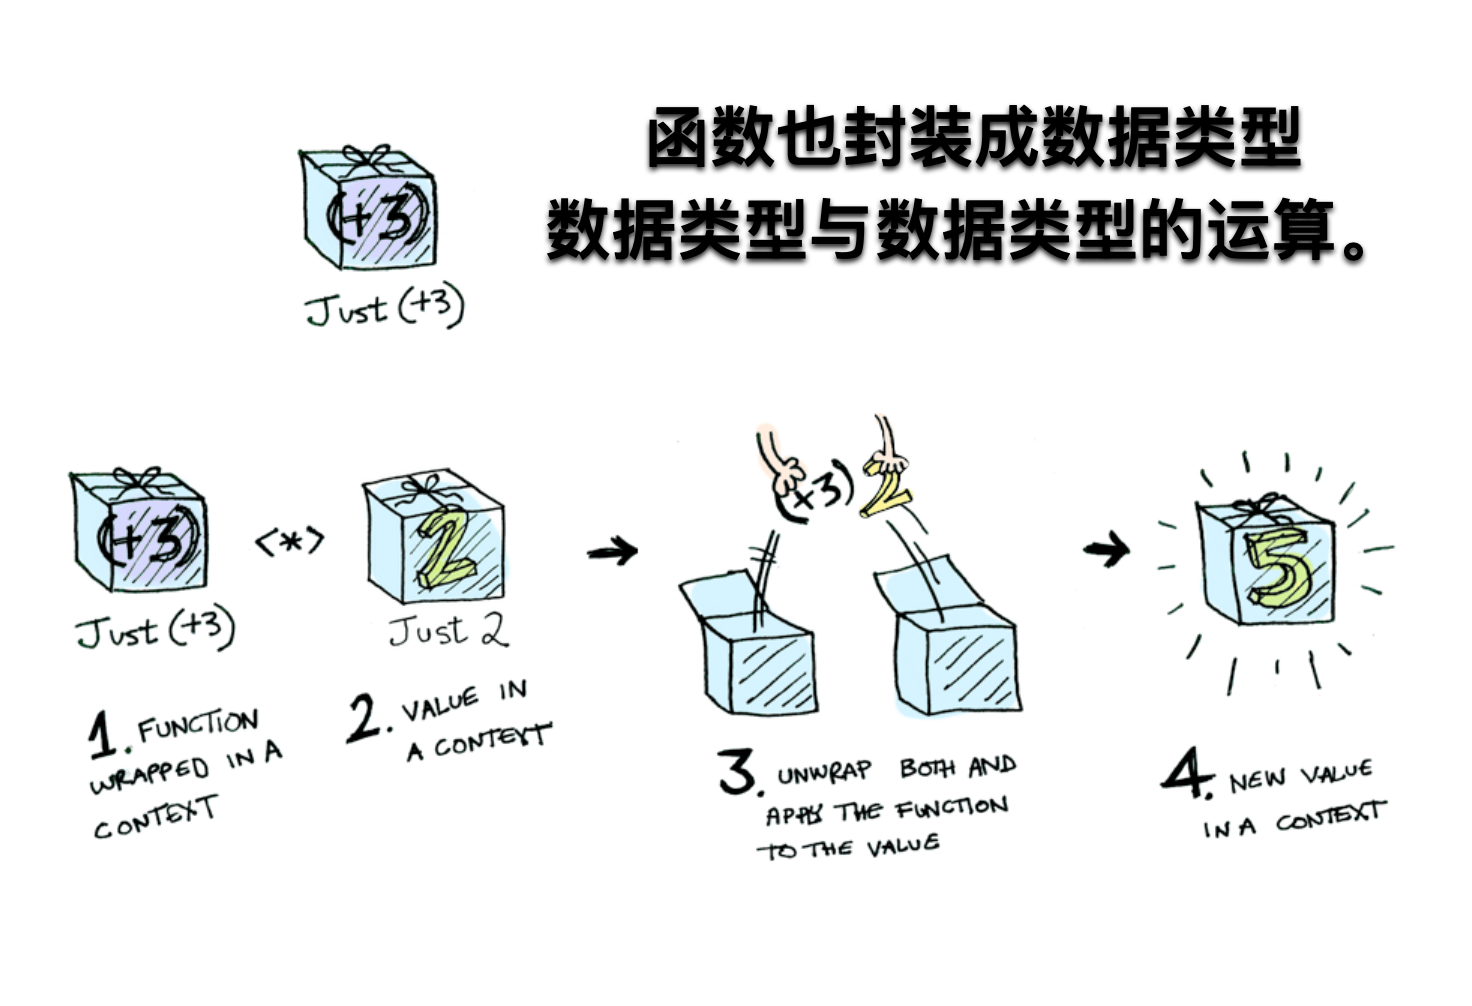 函数也封装成数据类型
数据类型与数据类型的运算。
(+3)
Just (+3)
(+3)
<*>
2
(+3) 2
5
Just (+3)
Just 2
1. FUNCTION
WRAPPED IN A
CONTEXT
2. VALUE IN
A CONTEXT
3. UNWRAP BOTH AND
APPLY THE FUNCTION
TO THE VALUE
4. NEW VALUE
IN A CONTEXT